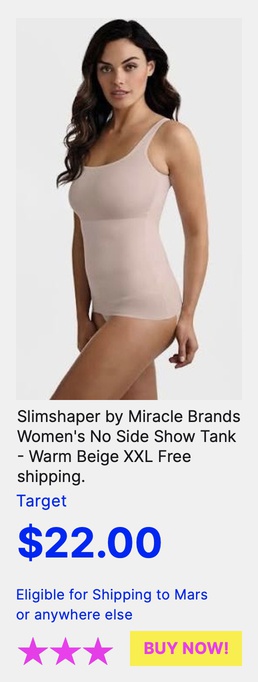 Slimshaper by Miracle Brands
Women's No Side Show Tank
- Warm Beige XXL Free
shipping.
Target
$22.00
Eligible for Shipping to Mars
or anywhere else
BUY NOW!